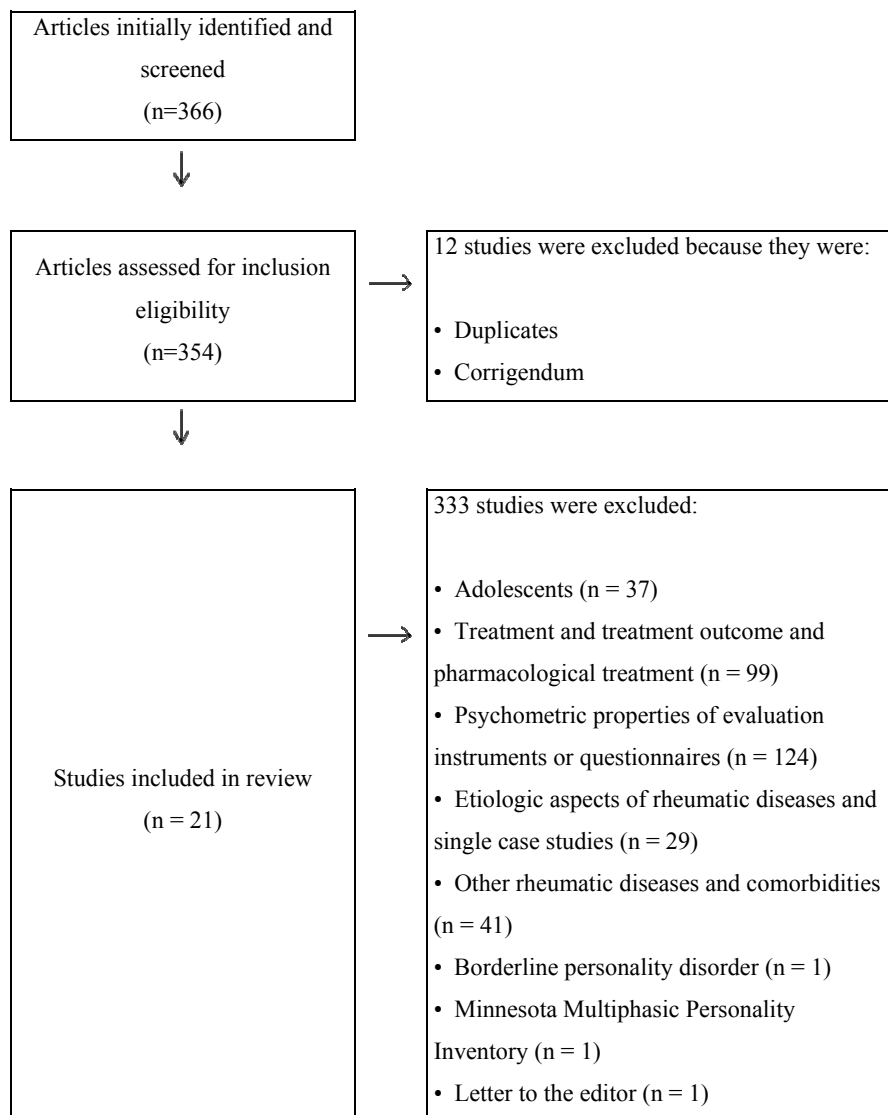 Articles initially identified and
screened
(n=366)
Articles assessed for inclusion
eligibility
(n=354)
12 studies were excluded because they were:
• Duplicates
• Corrigendum
Studies included in review
(n = 21)
333 studies were excluded:
• Adolescents (n = 37)
• Treatment and treatment outcome and
pharmacological treatment (n = 99)
• Psychometric properties of evaluation
instruments or questionnaires (n = 124)
• Etiologic aspects of rheumatic diseases and
single case studies (n = 29)
• Other rheumatic diseases and comorbidities
(n = 41)
• Borderline personality disorder (n = 1)
• Minnesota Multiphasic Personality
Inventory (n = 1)
• Letter to the editor (n = 1)